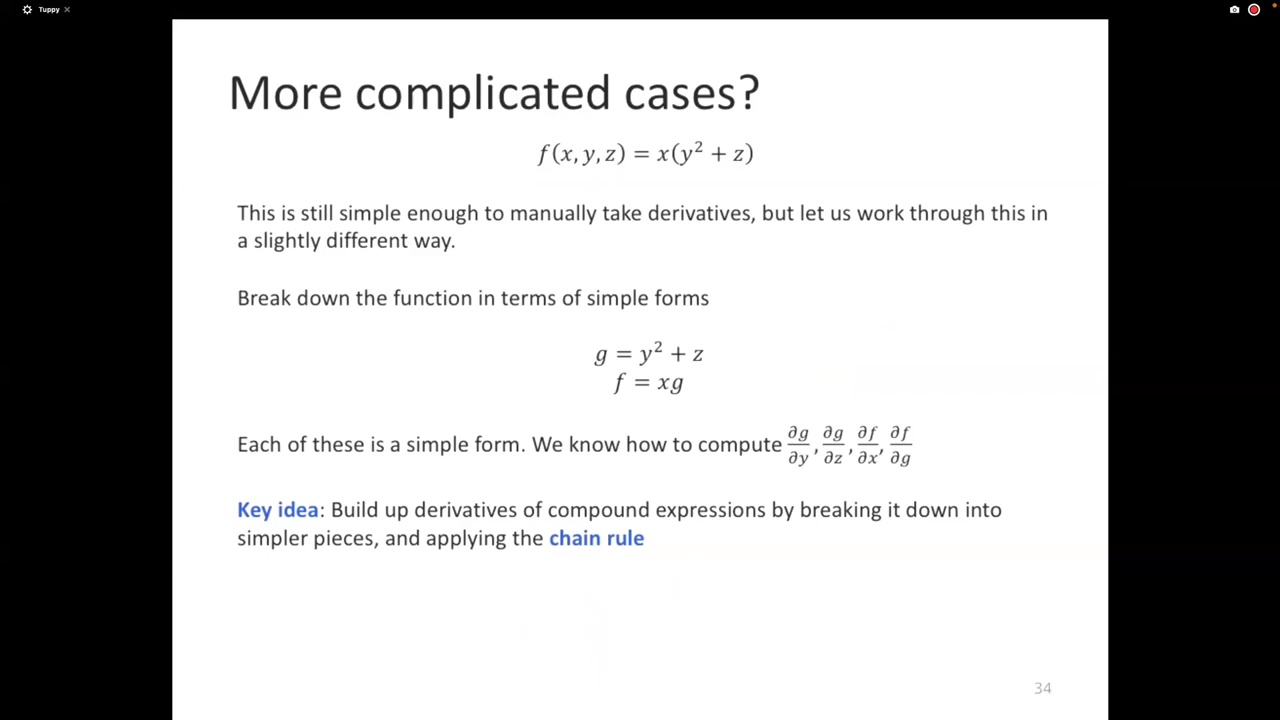 Tuppy
More complicated cases?
f(x, y, z) = x(y² + z)
This is still simple enough to manually take derivatives, but let us work through this in
a slightly different way.
Break down the function in terms of simple forms
g = y² + z
f = xg
Each of these is a simple form. We know how to compute ∂g/∂y, ∂g/∂z, ∂f/∂x, ∂f/∂g
Key idea: Build up derivatives of compound expressions by breaking it down into
simpler pieces, and applying the chain rule
34